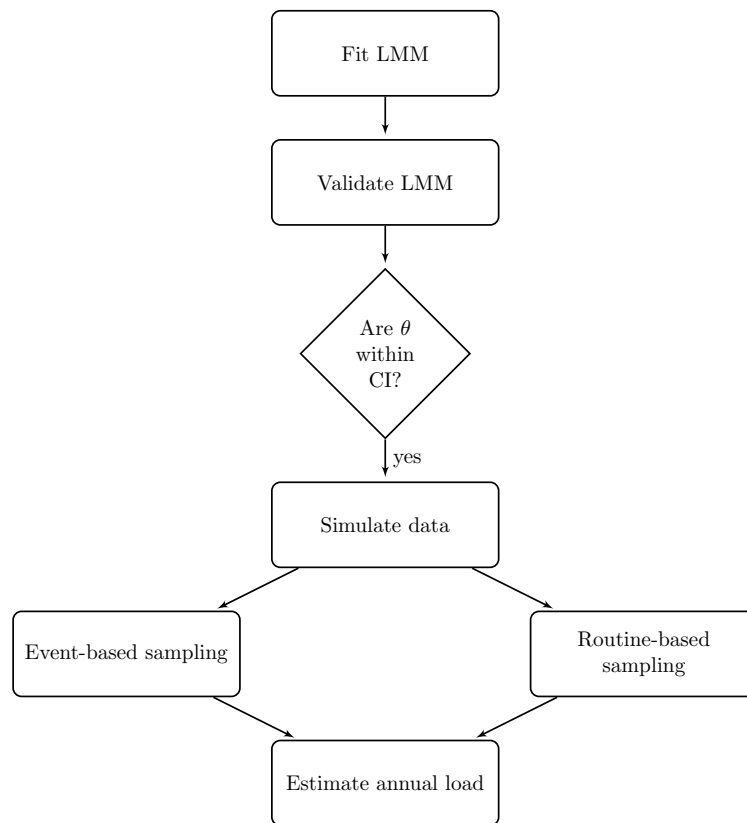 Fit LMM
Validate LMM
Are θ
within
CI?
yes
Simulate data
Event-based sampling
Routine-based
sampling
Estimate annual load